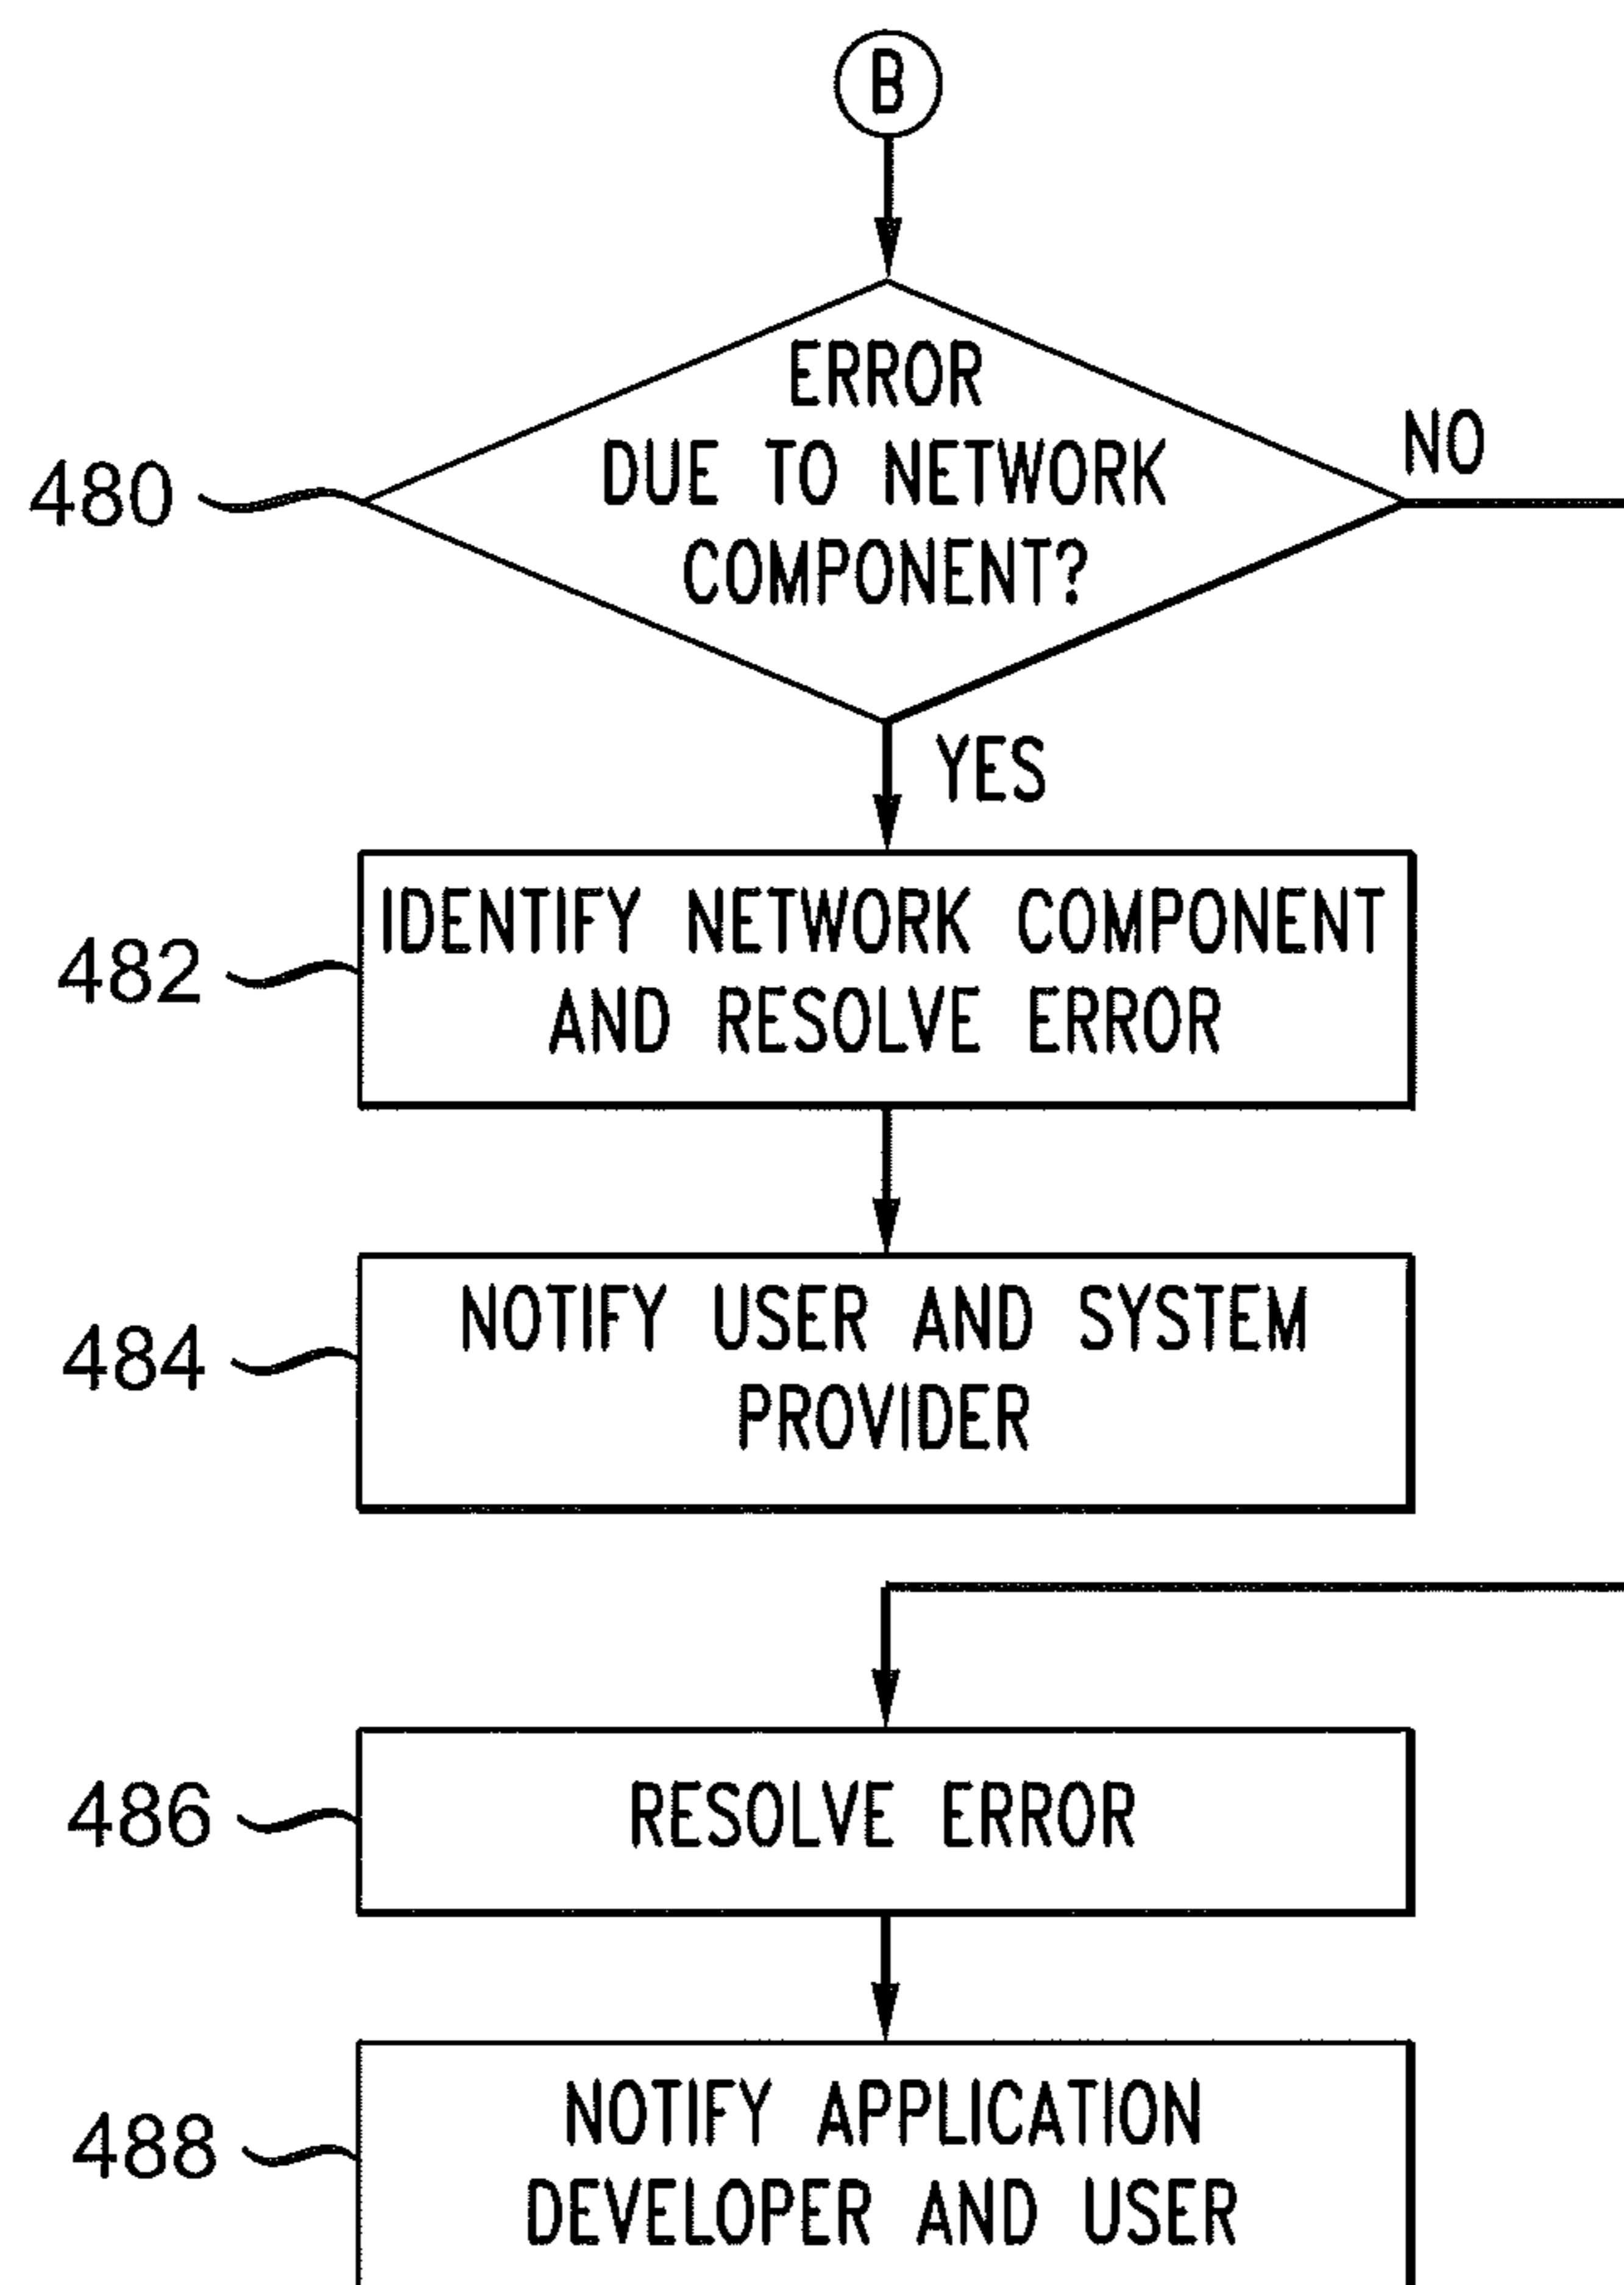 B
ERROR
DUE TO NETWORK
COMPONENT?
480
NO
YES
IDENTIFY NETWORK COMPONENT
AND RESOLVE ERROR
482
NOTIFY USER AND SYSTEM
PROVIDER
484
RESOLVE ERROR
486
NOTIFY APPLICATION
DEVELOPER AND USER
488